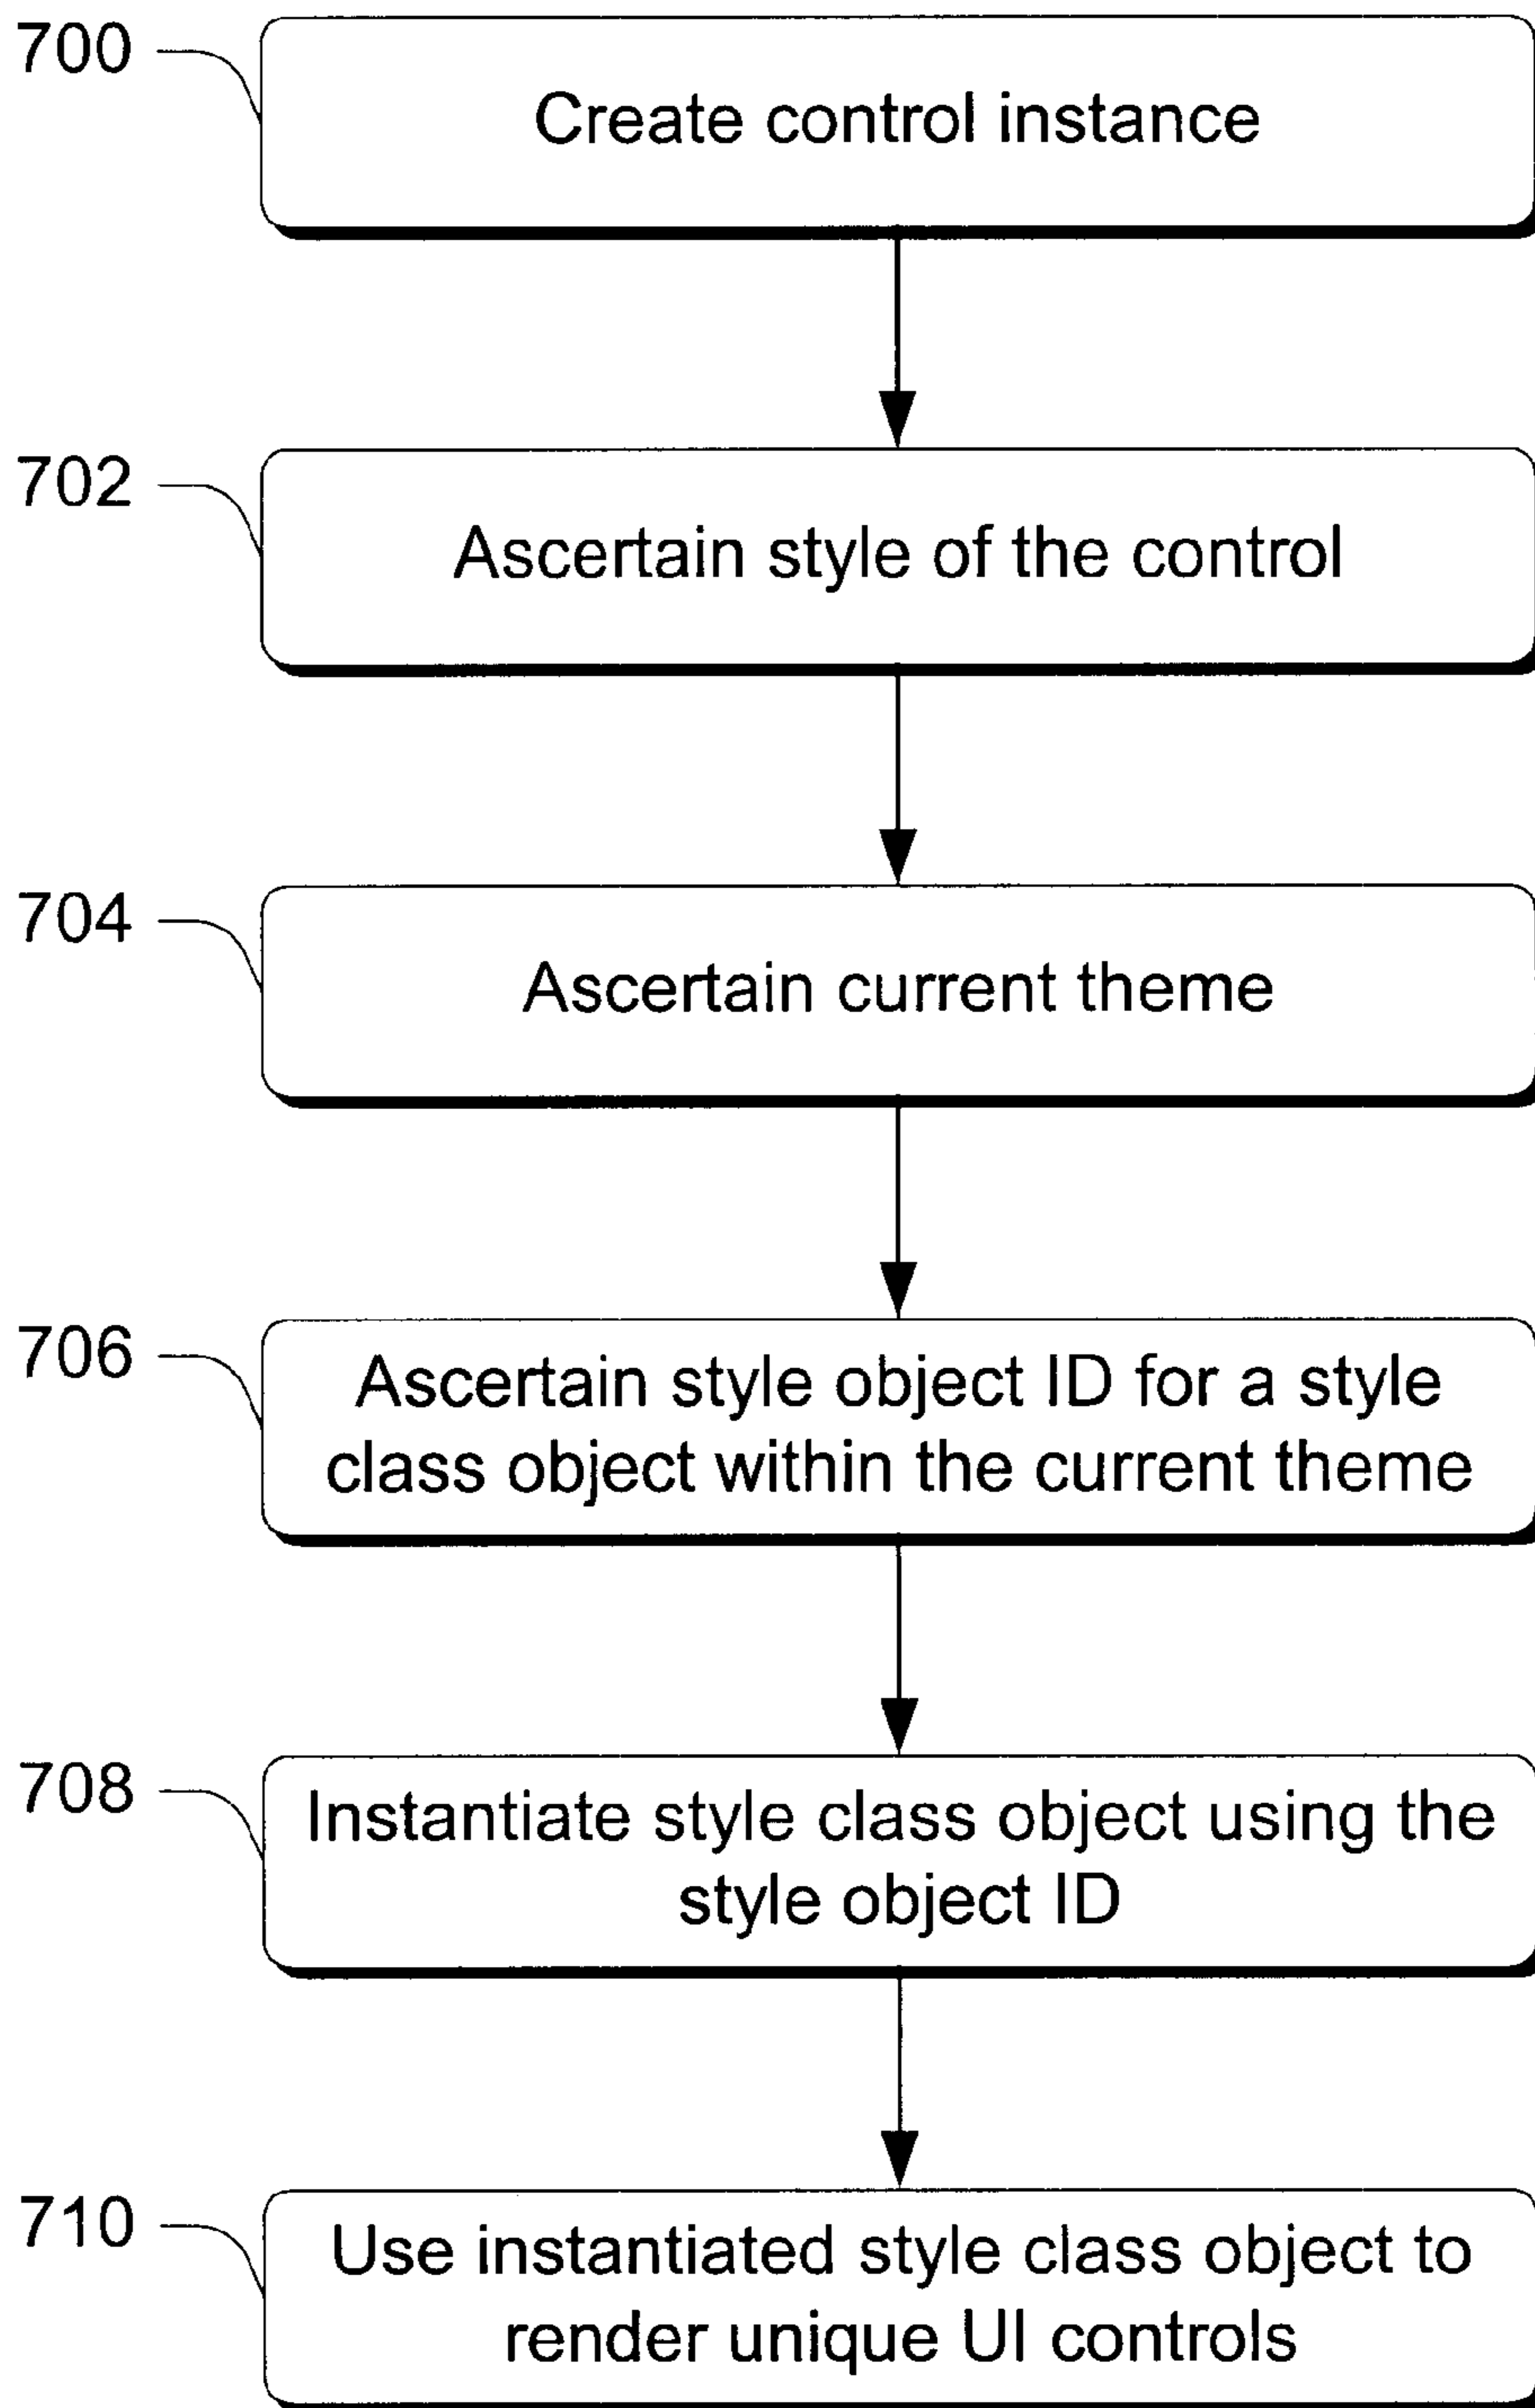 700
Create control instance
702
Ascertain style of the control
704
Ascertain current theme
706
Ascertain style object ID for a style
class object within the current theme
708
Instantiate style class object using the
style object ID
710
Use instantiated style class object to
render unique UI controls